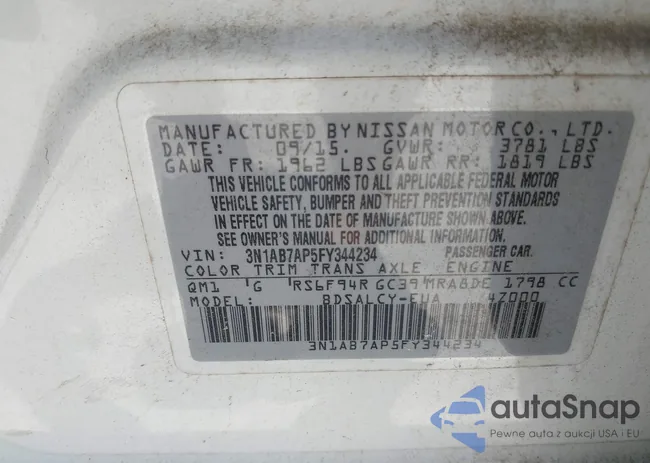 MANUFACTURED BY NISSAN MOTOR CO., LTD.
DATE: 09/15. GVWR: 3781 LBS
GAWR FR: 1962 LBS GAWR RR: 1819 LBS
THIS VEHICLE CONFORMS TO ALL APPLICABLE FEDERAL MOTOR
VEHICLE SAFETY, BUMPER AND THEFT PREVENTION STANDARDS
IN EFFECT ON THE DATE OF MANUFACTURE SHOWN ABOVE.
SEE OWNER'S MANUAL FOR ADDITIONAL INFORMATION.
VIN: 3N1AB7AP5FY344234 PASSENGER CAR.
COLOR TRIM TRANS AXLE ENGINE
QM1 G RS6F94R GC39 MRA8DE 1798 CC
MODEL: BDSALCY-EUA 4Z000
3N1AB7AP5FY344234
autoSnap
Pewne auta z aukcji USA i EU